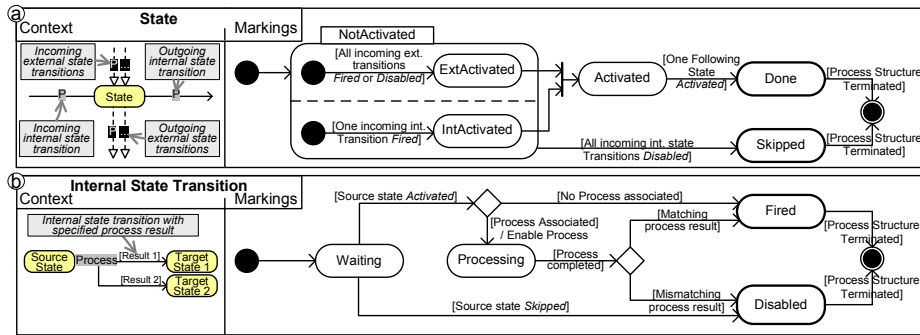 a
State
Context
Markings
Incoming
external state
transitions
Outgoing
internal state
transition
P
...
P
State
P
P
...
Incoming
internal state
transition
Outgoing
external state
transitions
NotActivated
[All incoming ext.
transitions
Fired or Disabled]
ExtActivated
[One incoming int.
Transition Fired]
IntActivated
Activated
[One Following
State
Activated]
Done
[Process Structure
Terminated]
[All incoming int. state
Transitions Disabled]
Skipped
[Process Structure
Terminated]
b
Internal State Transition
Context
Markings
Internal state transition with
specified process result
Source
State
Process
[Result 1]
Target
State 1
[Result 2]
Target
State 2
Waiting
[Source state Activated]
[No Process associated]
[Process Associated]
/ Enable Process
Processing
[Process
completed]
[Matching
process result]
Fired
[Process Structure
Terminated]
[Mismatching
process result]
[Source state Skipped]
Disabled
[Process Structure
Terminated]